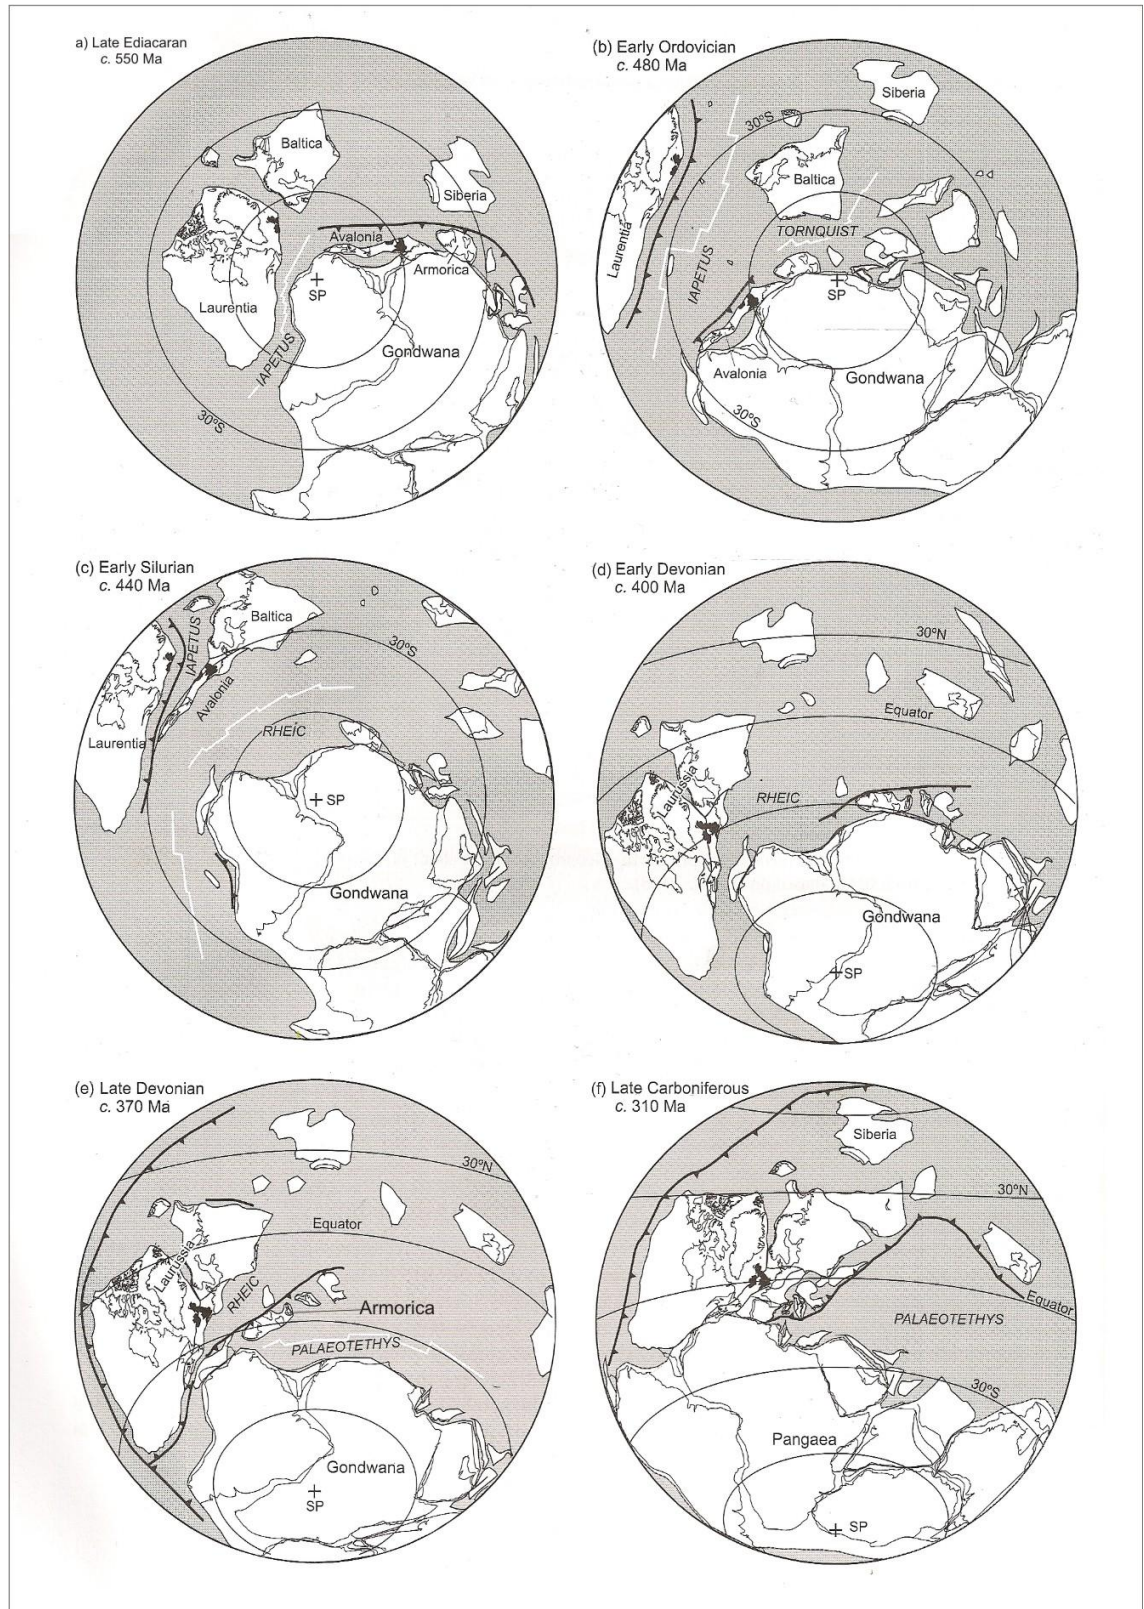 a) Late Ediacaran
c. 550 Ma
Baltica
Siberia
Avalonia
Armorica
SP
Laurentia
Gondwana
IAPETUS
30°S
(b) Early Ordovician
c. 480 Ma
Siberia
30°S
Baltica
Laurentia
TORNQUIST
IAPETUS
SP
Avalonia
Gondwana
30°S
(c) Early Silurian
c. 440 Ma
Baltica
IAPETUS
30°S
Avalonia
Laurentia
RHEIC
SP
Gondwana
(d) Early Devonian
c. 400 Ma
30°N
Equator
Laurussia
RHEIC
Gondwana
SP
(e) Late Devonian
c. 370 Ma
30°N
Equator
Laurussia
RHEIC
Armorica
PALAEOTETHYS
Gondwana
SP
(f) Late Carboniferous
c. 310 Ma
Siberia
30°N
Equator
PALAEOTETHYS
30°S
Pangaea
SP